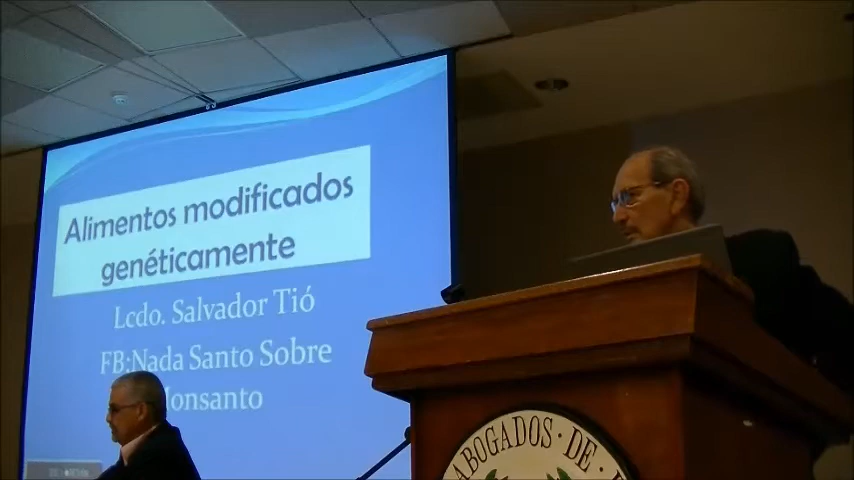 Alimentos modificados
genéticamente
Lcdo. Salvador Tió
FB:Nada Santo Sobre
Monsanto
ABOGADOS · DE